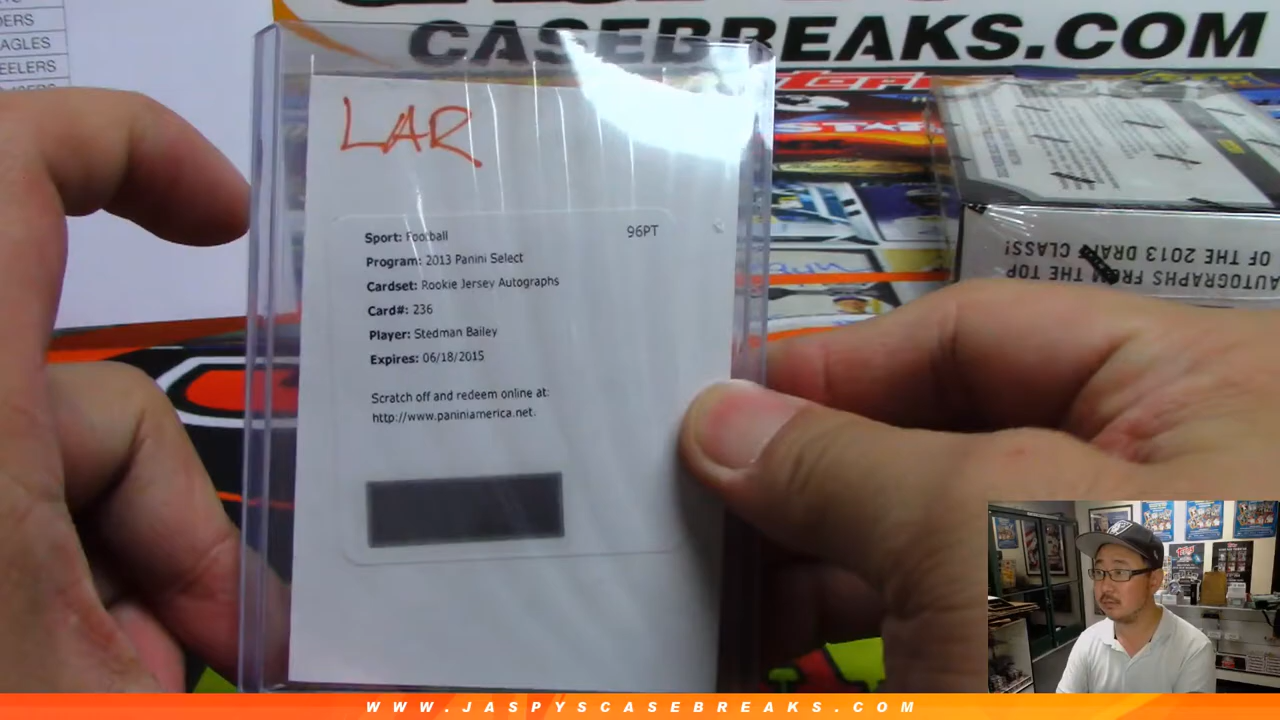 DERS
EAGLES
EELERS
CASEBREAKS.COM
LAR
Sport: Football
96PT
Program: 2013 Panini Select
Cardset: Rookie Jersey Autographs
Card#: 236
Player: Stedman Bailey
Expires: 06/18/2015
Scratch off and redeem online at:
http://www.paniniamerica.net.
AUTOGRAPHS FROM THE TOP
OF THE 2013 DRAFT CLASS!
WWW.JASPYSCASEBREAKS.COM